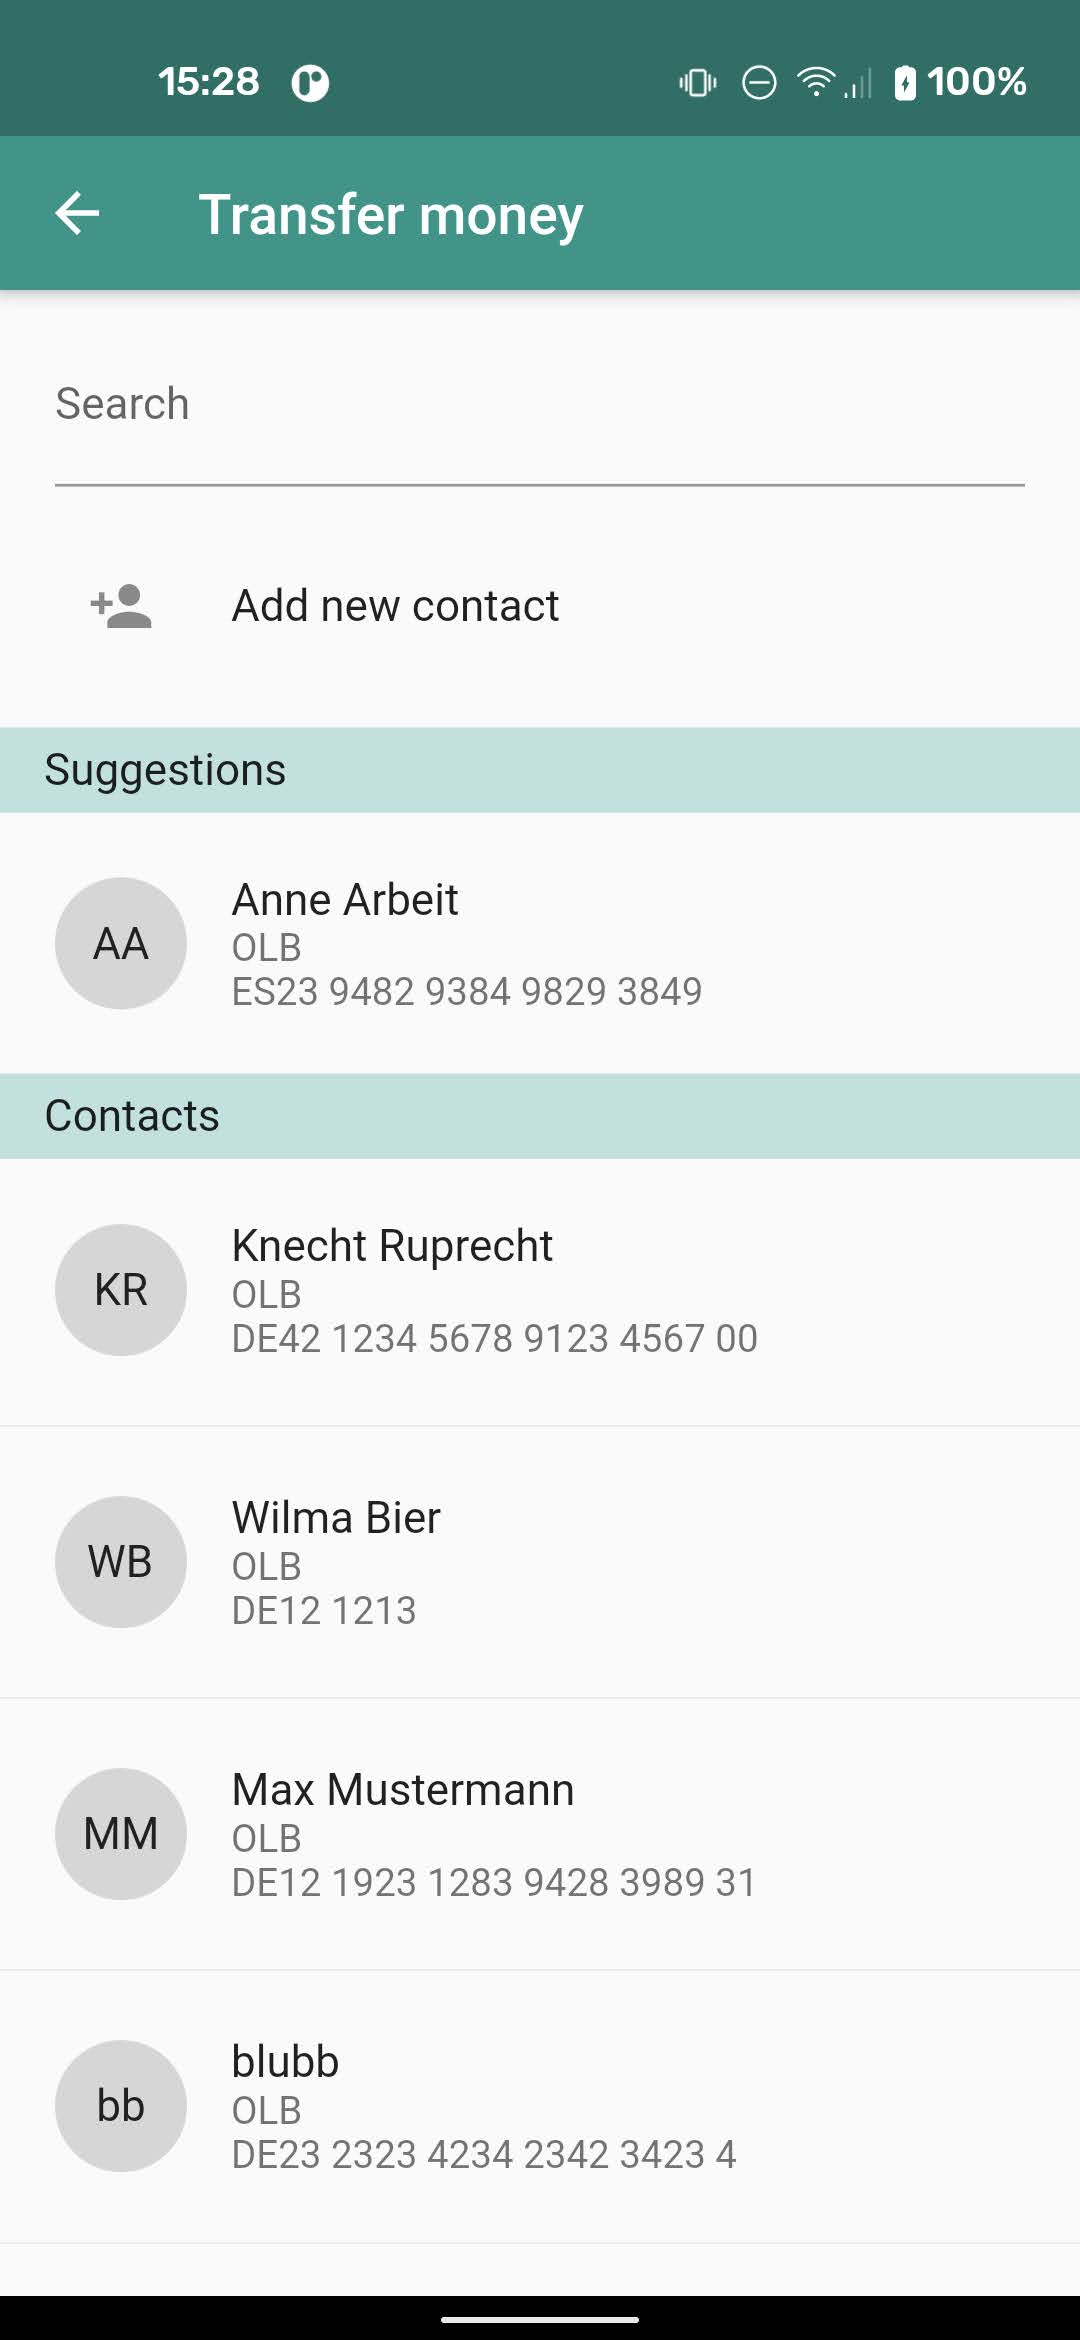 15:28
100%
Transfer money
Search
Add new contact
Suggestions
AA
Anne Arbeit
OLB
ES23 9482 9384 9829 3849
Contacts
KR
Knecht Ruprecht
OLB
DE42 1234 5678 9123 4567 00
WB
Wilma Bier
OLB
DE12 1213
MM
Max Mustermann
OLB
DE12 1923 1283 9428 3989 31
bb
blubb
OLB
DE23 2323 4234 2342 3423 4